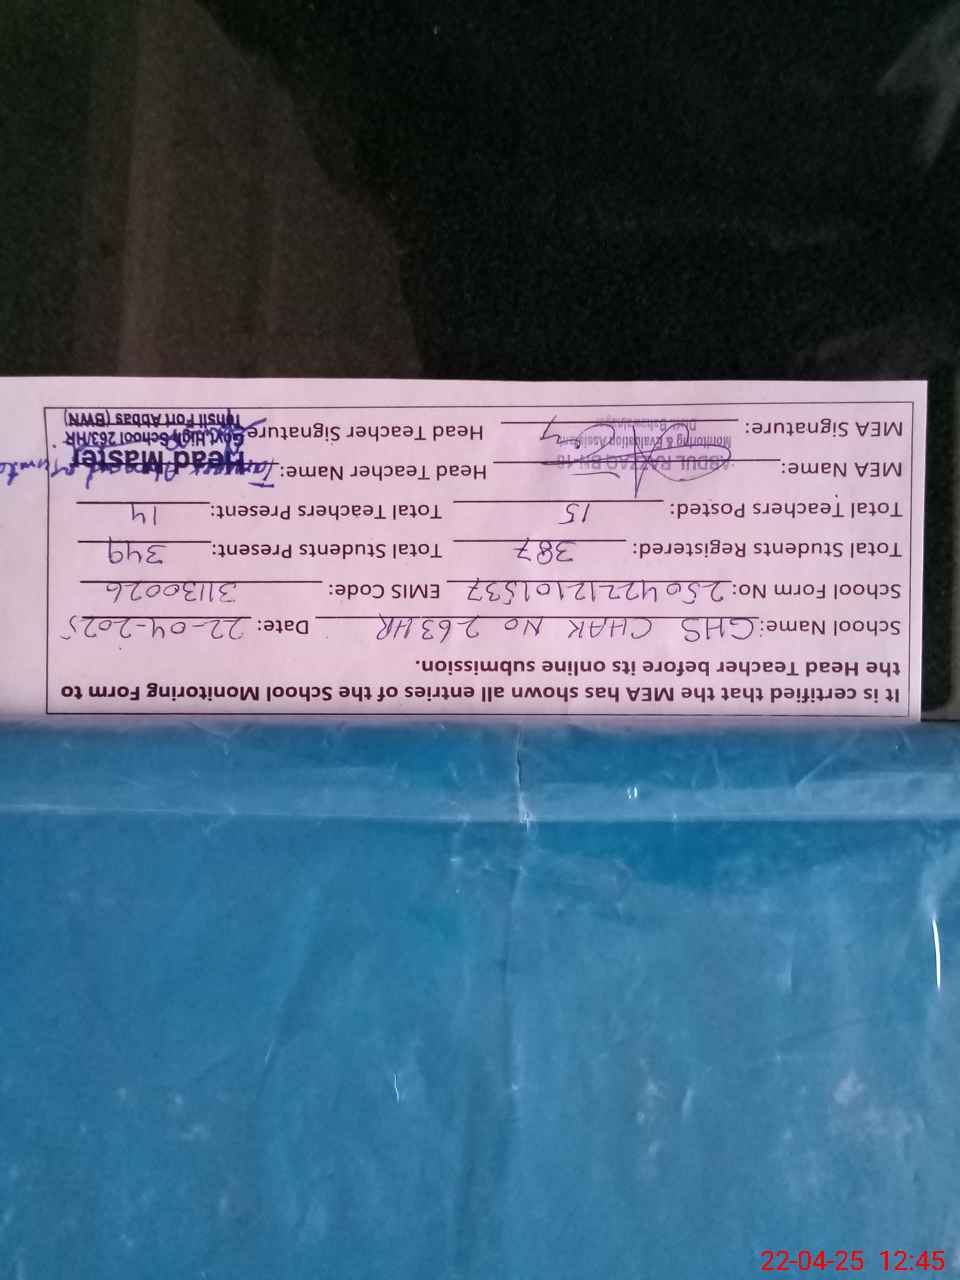 It is certified that the MEA has shown all entries of the School Monitoring Form to
the Head Teacher before its online submission.
School Name: GHS CHAK NO 263HR Date: 22-04-2025
School Form No: 25042212101537 EMIS Code: 31130026
Total Students Registered: 387 Total Students Present: 349
Total Teachers Posted: 15 Total Teachers Present: 14
MEA Name: ABDUL RAZZAQ Head Teacher Name:
Monitoring & Evaluation Assistant
Head Master
MEA Signature: Head Teacher Signature
Govt. High School 263/HR
Tehsil Fort Abbas (BWN)
22-04-25 12:45